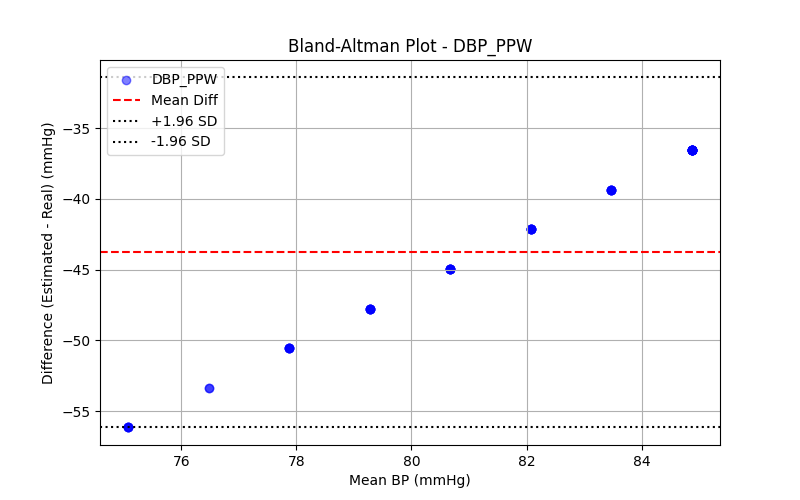 Bland-Altman Plot - DBP_PPW
DBP_PPW
Mean Diff
+1.96 SD
-1.96 SD
Difference (Estimated - Real) (mmHg)
−35
−40
−45
−50
−55
76 78 80 82 84
Mean BP (mmHg)